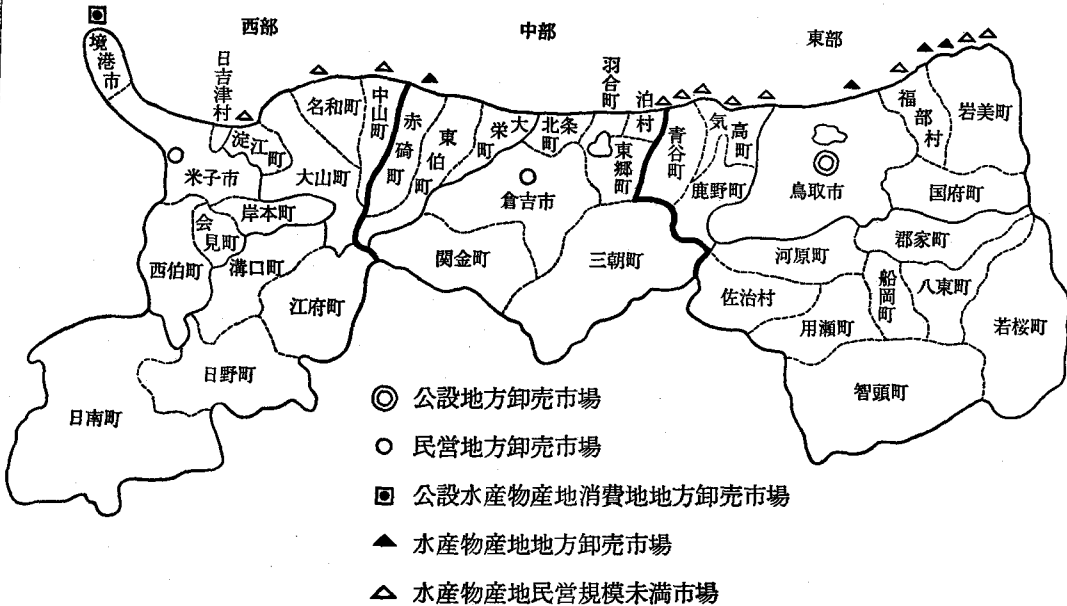 西部
中部
東部
境港市
日吉津村
淀江町
名和町
中山町
赤碕町
東伯町
大栄町
北条町
羽合町
泊村
東郷町
青谷町
気高町
鹿野町
鳥取市
福部村
岩美町
国府町
米子市
大山町
倉吉市
岸本町
会見町
西伯町
溝口町
江府町
関金町
三朝町
河原町
郡家町
船岡町
八東町
若桜町
佐治村
用瀬町
智頭町
日野町
日南町
公設地方卸売市場
民営地方卸売市場
公設水産物産地消費地地方卸売市場
水産物産地地方卸売市場
水産物産地民営規模未満市場